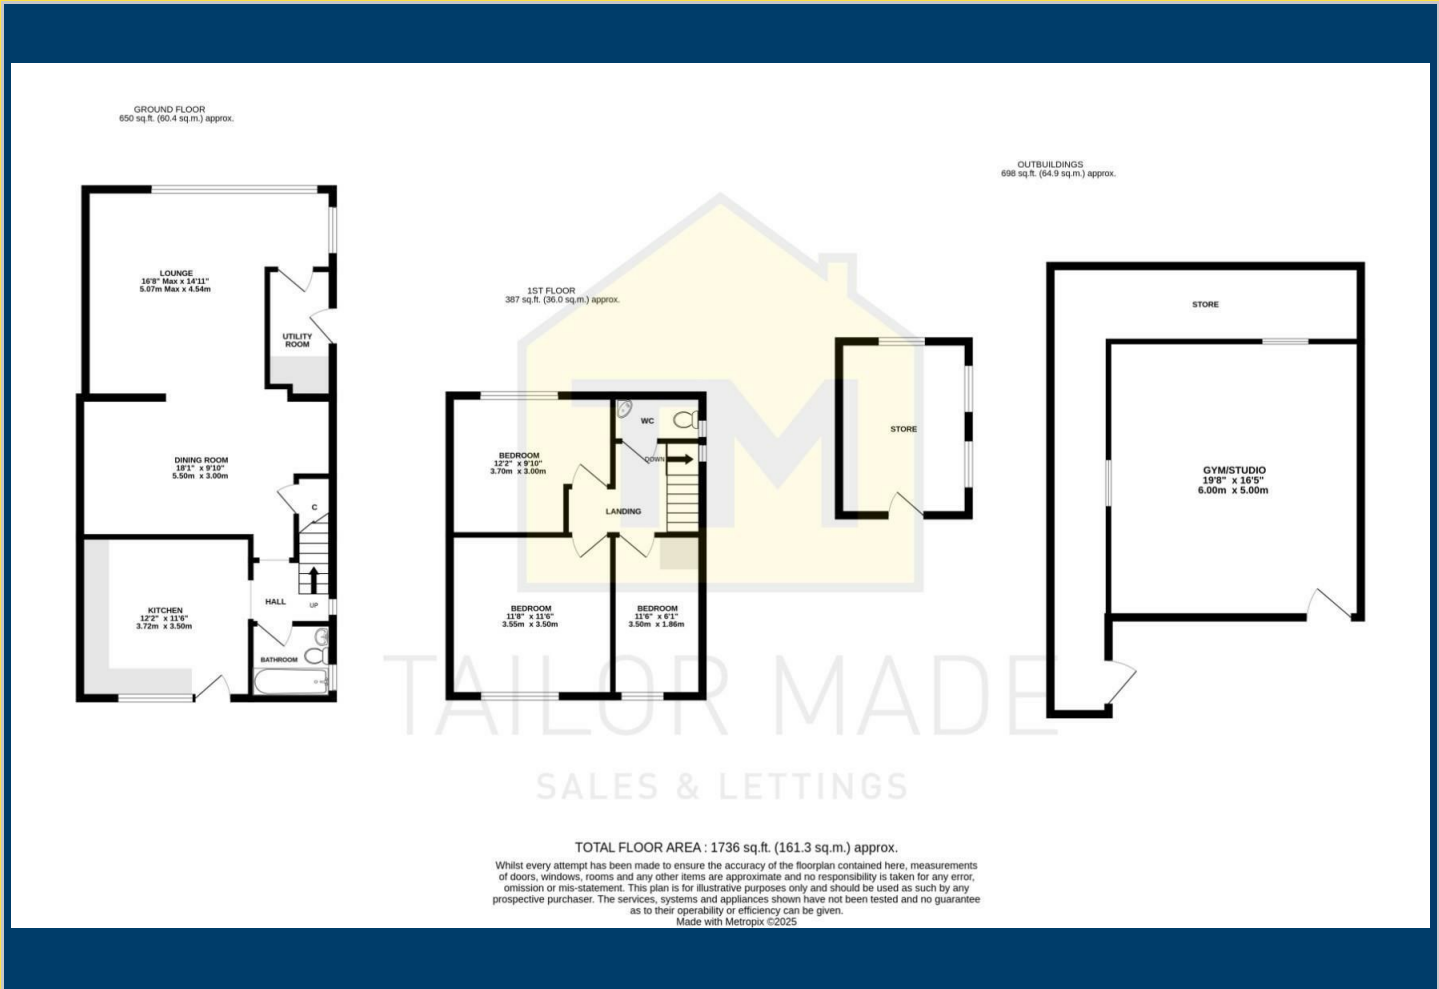 GROUND FLOOR
650 sq.ft. (60.4 sq.m.) approx.
LOUNGE
16'8" Max x 14'11"
5.07m Max x 4.54m
UTILITY
ROOM
DINING ROOM
18'1" x 9'10"
5.50m x 3.00m
C
KITCHEN
12'2" x 11'6"
3.72m x 3.50m
HALL
UP
BATHROOM
1ST FLOOR
387 sq.ft. (36.0 sq.m.) approx.
BEDROOM
12'2" x 9'10"
3.70m x 3.00m
WC
DOWN
LANDING
BEDROOM
11'8" x 11'6"
3.55m x 3.50m
BEDROOM
11'6" x 6'1"
3.50m x 1.86m
OUTBUILDINGS
698 sq.ft. (64.9 sq.m.) approx.
STORE
STORE
GYM/STUDIO
19'8" x 16'5"
6.00m x 5.00m
TM
TAILOR MADE
SALES & LETTINGS
TOTAL FLOOR AREA : 1736 sq.ft. (161.3 sq.m.) approx.
Whilst every attempt has been made to ensure the accuracy of the floorplan contained here, measurements
of doors, windows, rooms and any other items are approximate and no responsibility is taken for any error,
omission or mis-statement. This plan is for illustrative purposes only and should be used as such by any
prospective purchaser. The services, systems and appliances shown have not been tested and no guarantee
as to their operability or efficiency can be given.
Made with Metropix ©2025